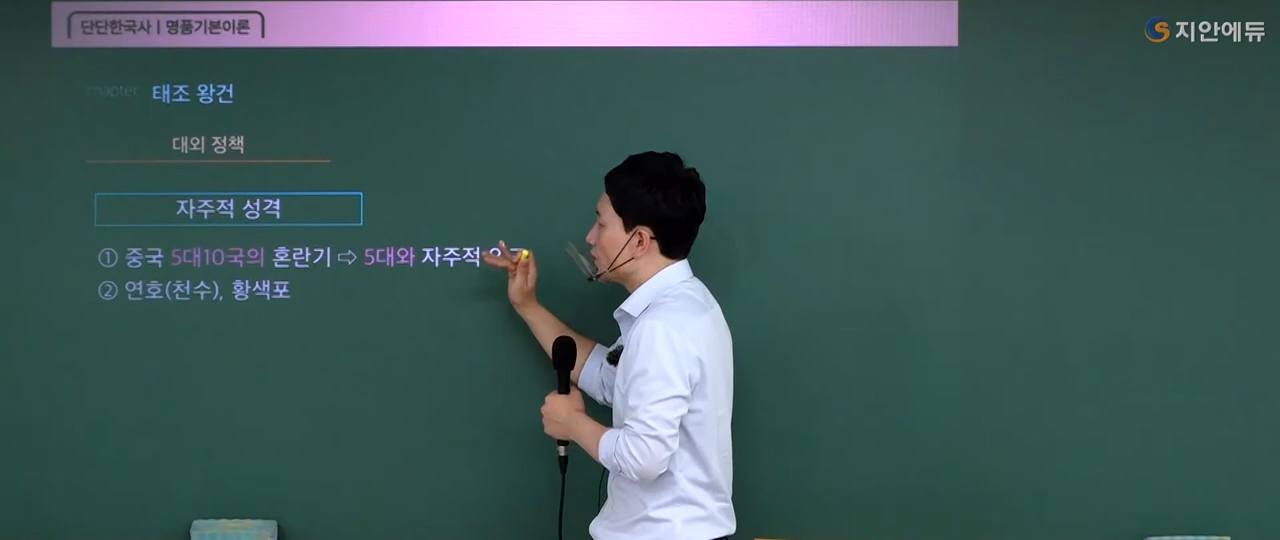 단단한국사 | 명품기본이론
지안에듀
chapter 태조 왕건
대외 정책
자주적 성격
① 중국 5대10국의 혼란기 ⇨ 5대와 자주적
② 연호(천수), 황색포